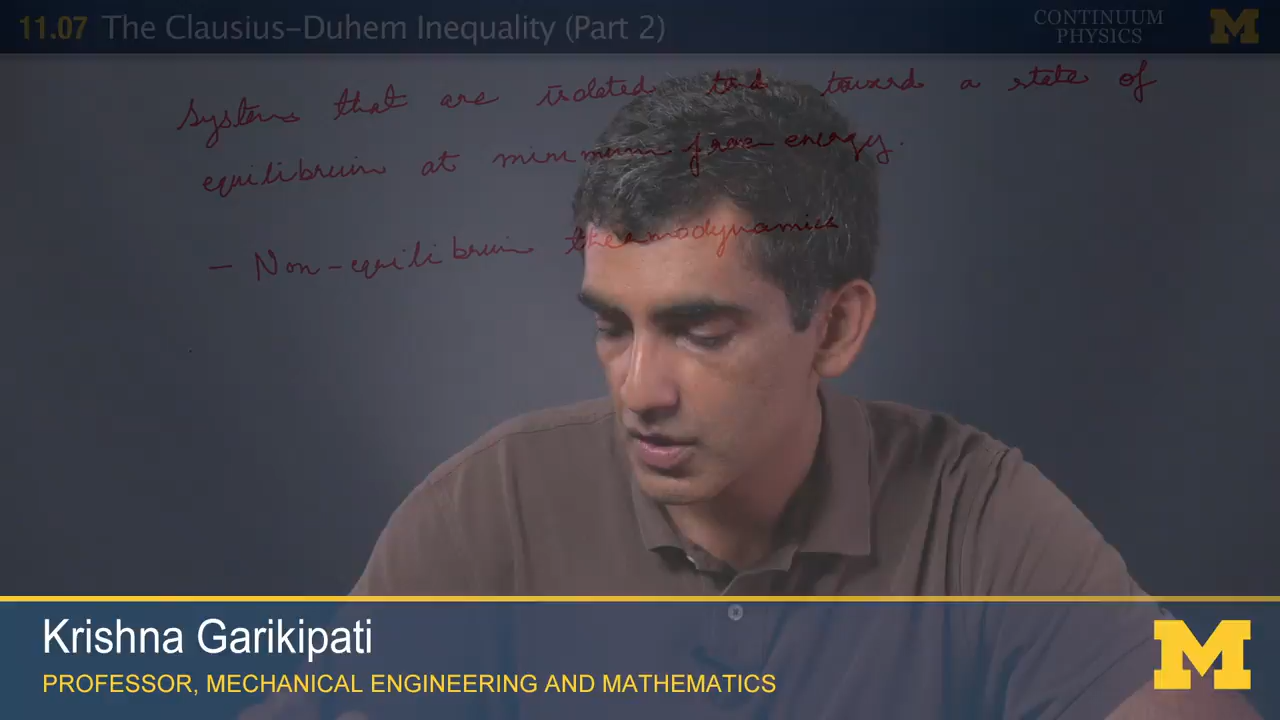 11.07 The Clausius-Duhem Inequality (Part 2)
CONTINUUM
PHYSICS
M
Systems that are isolated tend toward a state of
equilibrium at minimum free energy.
- Non-equilibrium thermodynamics
Krishna Garikipati
PROFESSOR, MECHANICAL ENGINEERING AND MATHEMATICS
M